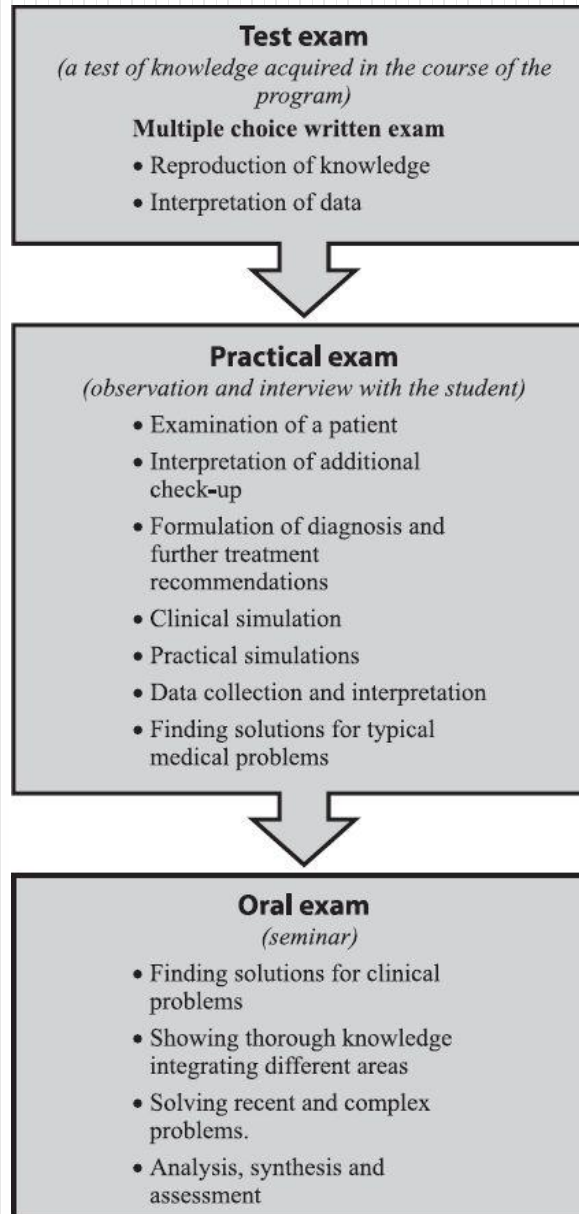 Test exam
(a test of knowledge acquired in the course of the
program)
Multiple choice written exam
• Reproduction of knowledge
• Interpretation of data
Practical exam
(observation and interview with the student)
• Examination of a patient
• Interpretation of additional
check-up
• Formulation of diagnosis and
further treatment
recommendations
• Clinical simulation
• Practical simulations
• Data collection and interpretation
• Finding solutions for typical
medical problems
Oral exam
(seminar)
• Finding solutions for clinical
problems
• Showing thorough knowledge
integrating different areas
• Solving recent and complex
problems.
• Analysis, synthesis and
assessment